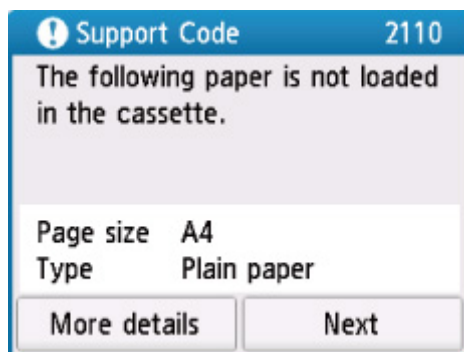 Support Code 2110
The following paper is not loaded
in the cassette.
Page size A4
Type Plain paper
More details Next